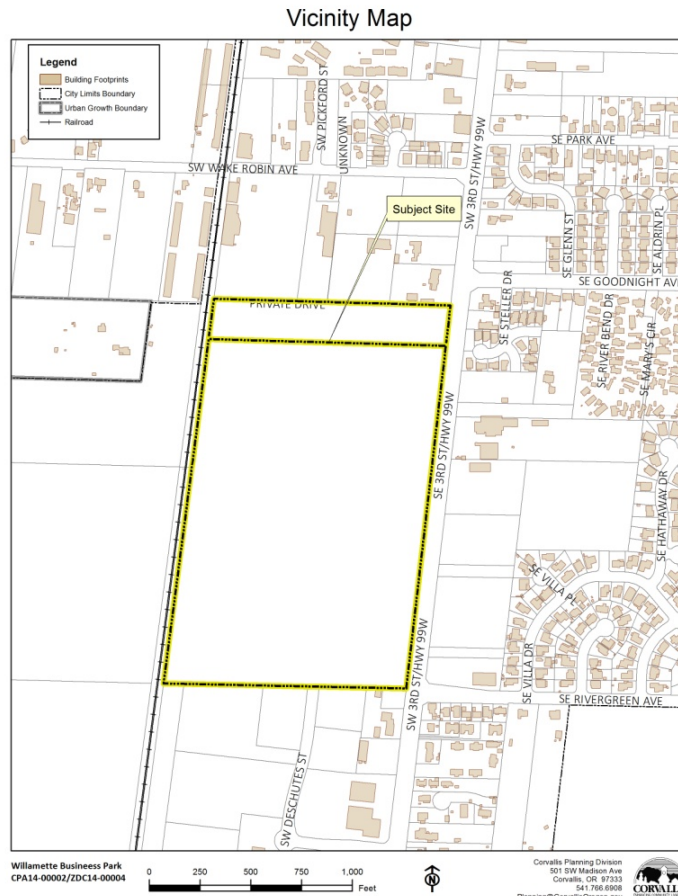 Vicinity Map
Legend
Building Footprints
City Limits Boundary
Urban Growth Boundary
Railroad
SW PICKFORD ST
UNKNOWN
SW WAKE ROBIN AVE
SW 3RD ST/HWY 99W
SE PARK AVE
SE GLENN ST
SE ALDRIN PL
Subject Site
SE GOODNIGHT AVE
PRIVATE DRIVE
SE STELLER DR
SE RIVER BEND DR
SE MARY'S CIR
SE 3RD ST/HWY 99W
SE HATHAWAY DR
SE VILLA PL
SW 3RD ST/HWY 99W
SE VILLA DR
SE RIVERGREEN AVE
SW DESCHUTES ST
Willamette Busineess Park
CPA14-00002/ZDC14-00004
0 250 500 750 1,000
Feet
N
Corvallis Planning Division
501 SW Madison Ave
Corvallis, OR 97333
541.766.6908
CORVALLIS